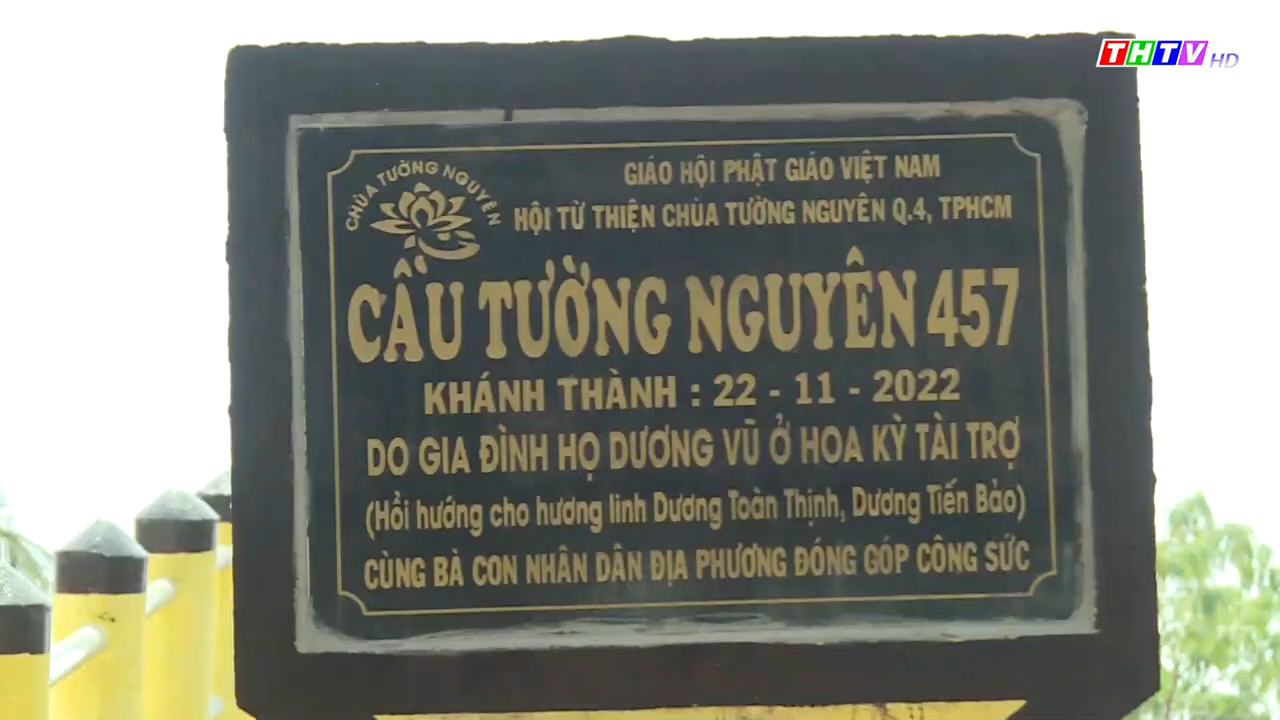 THTV HD
CHÙA TƯỜNG NGUYÊN
GIÁO HỘI PHẬT GIÁO VIỆT NAM
HỘI TỪ THIỆN CHÙA TƯỜNG NGUYÊN Q.4, TPHCM
CẦU TƯỜNG NGUYÊN 457
KHÁNH THÀNH : 22 - 11 - 2022
DO GIA ĐÌNH HỌ DƯƠNG VŨ Ở HOA KỲ TÀI TRỢ
(Hồi hướng cho hương linh Dương Toàn Thịnh, Dương Tiến Bảo)
CÙNG BÀ CON NHÂN DÂN ĐỊA PHƯƠNG ĐÓNG GÓP CÔNG SỨC